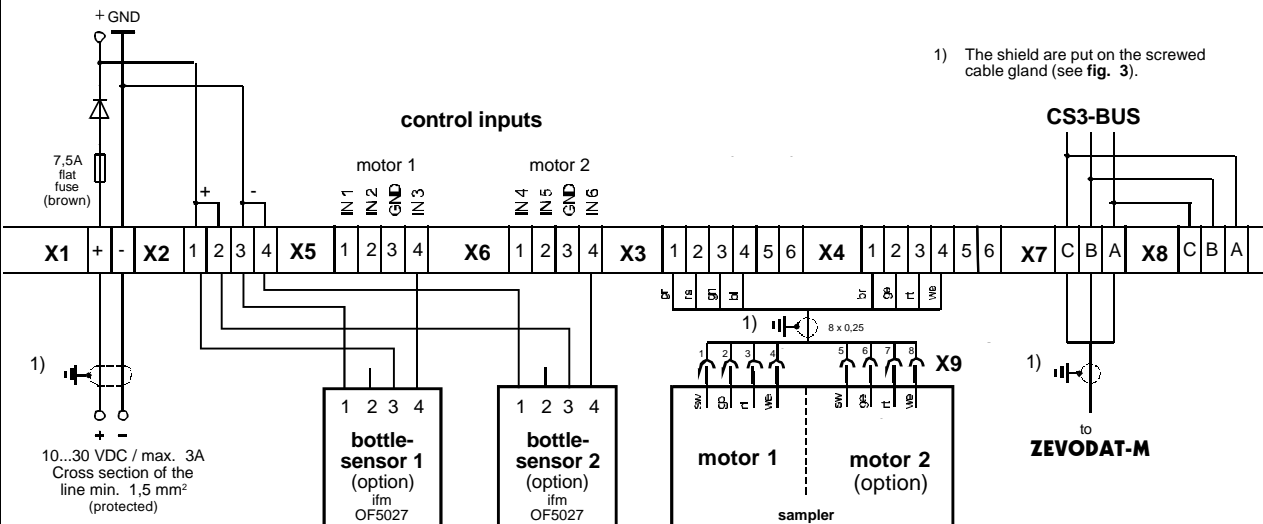 + GND
1) The shield are put on the screwed
cable gland (see fig. 3).
CS3-BUS
control inputs
7,5A
flat
fuse
(brown)
motor 1
motor 2
+
-
IN 1
IN 2
GND
IN 3
IN 4
IN 5
GND
IN 6
X1 + - X2 1 2 3 4 X5 1 2 3 4 X6 1 2 3 4 X3 1 2 3 4 5 6 X4 1 2 3 4 5 6 X7 C B A X8 C B A
gr
rs
gn
bl
br
ge
rt
we
1)
8 x 0,25
1 2 3 4 5 6 7 8 X9
sw
rt
we
sw
ge
rt
we
1)
+ -
10...30 VDC / max. 3A
Cross section of the
line min. 1,5 mm²
(protected)
1 2 3 4
bottle-
sensor 1
(option)
ifm
OF5027
1 2 3 4
bottle-
sensor 2
(option)
ifm
OF5027
motor 1
motor 2
(option)
sampler
1)
to
ZEVODAT-M